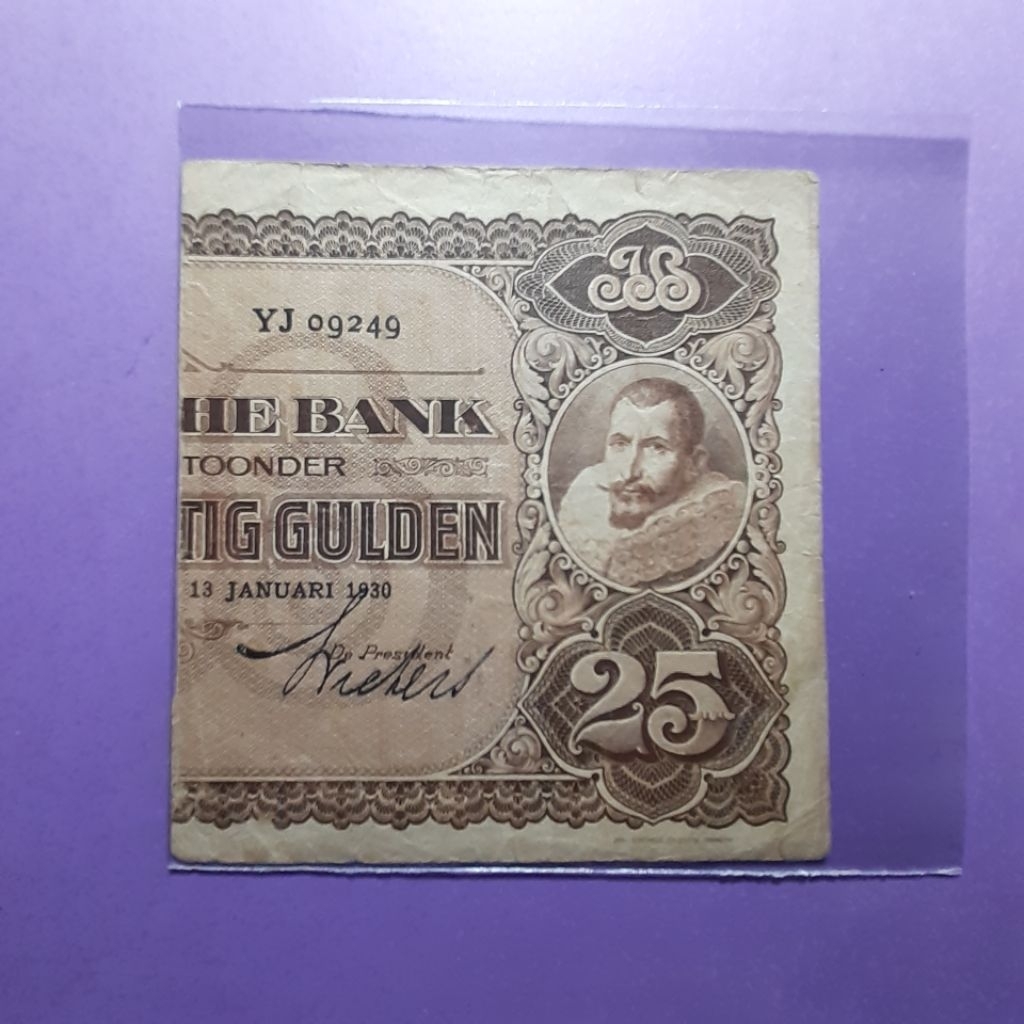 JB
YJ 09249
HE BANK
TOONDER
TIG GULDEN
13 JANUARI 1930
De President
25